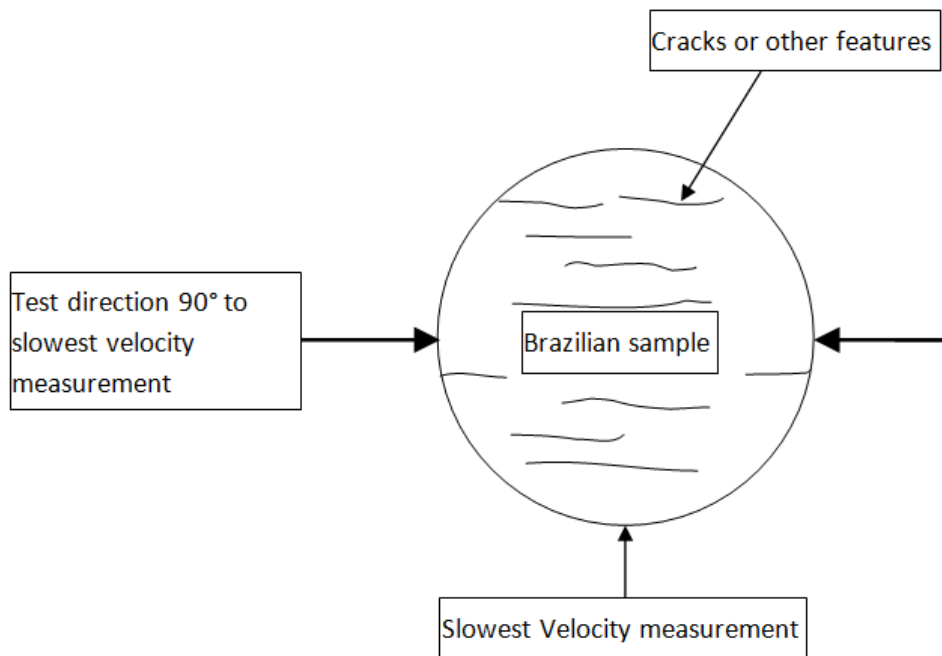 Cracks or other features
Test direction 90° to
slowest velocity
measurement
Brazilian sample
Slowest Velocity measurement